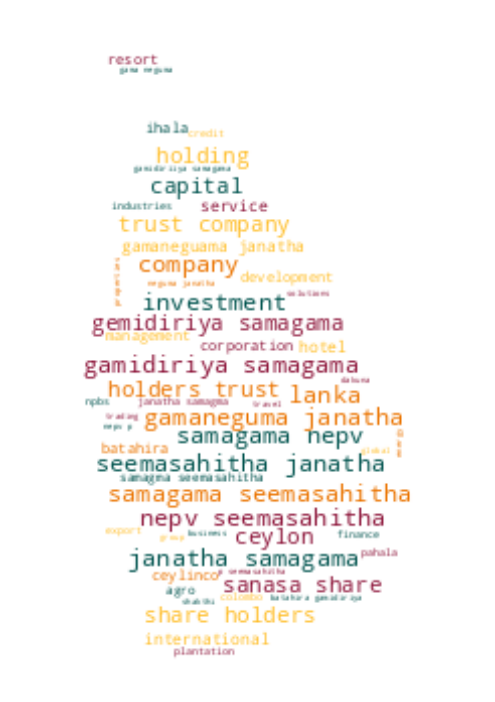 resort
gama neguma
ihala
credit
holding
gamidiriya samagama
capital
industries
service
trust company
gamaneguama janatha
company
development
neguma janatha
solutions
investment
gemidiriya samagama
management
corporation
hotel
gamidiriya samagama
dakuna
holders trust
lanka
npbs
janatha samagma
travel
trading
gamaneguma janatha
nepv p
samagama nepv
batahira
global
seemasahitha janatha
samagma seemasahitha
samagama seemasahitha
nepv seemasahitha
export
group
business
ceylon
finance
janatha samagama
pahala
ceylinco
p seemasahitha
agro
sanasa share
shakthi
colombo
batahira gamidiriya
share holders
international
plantation